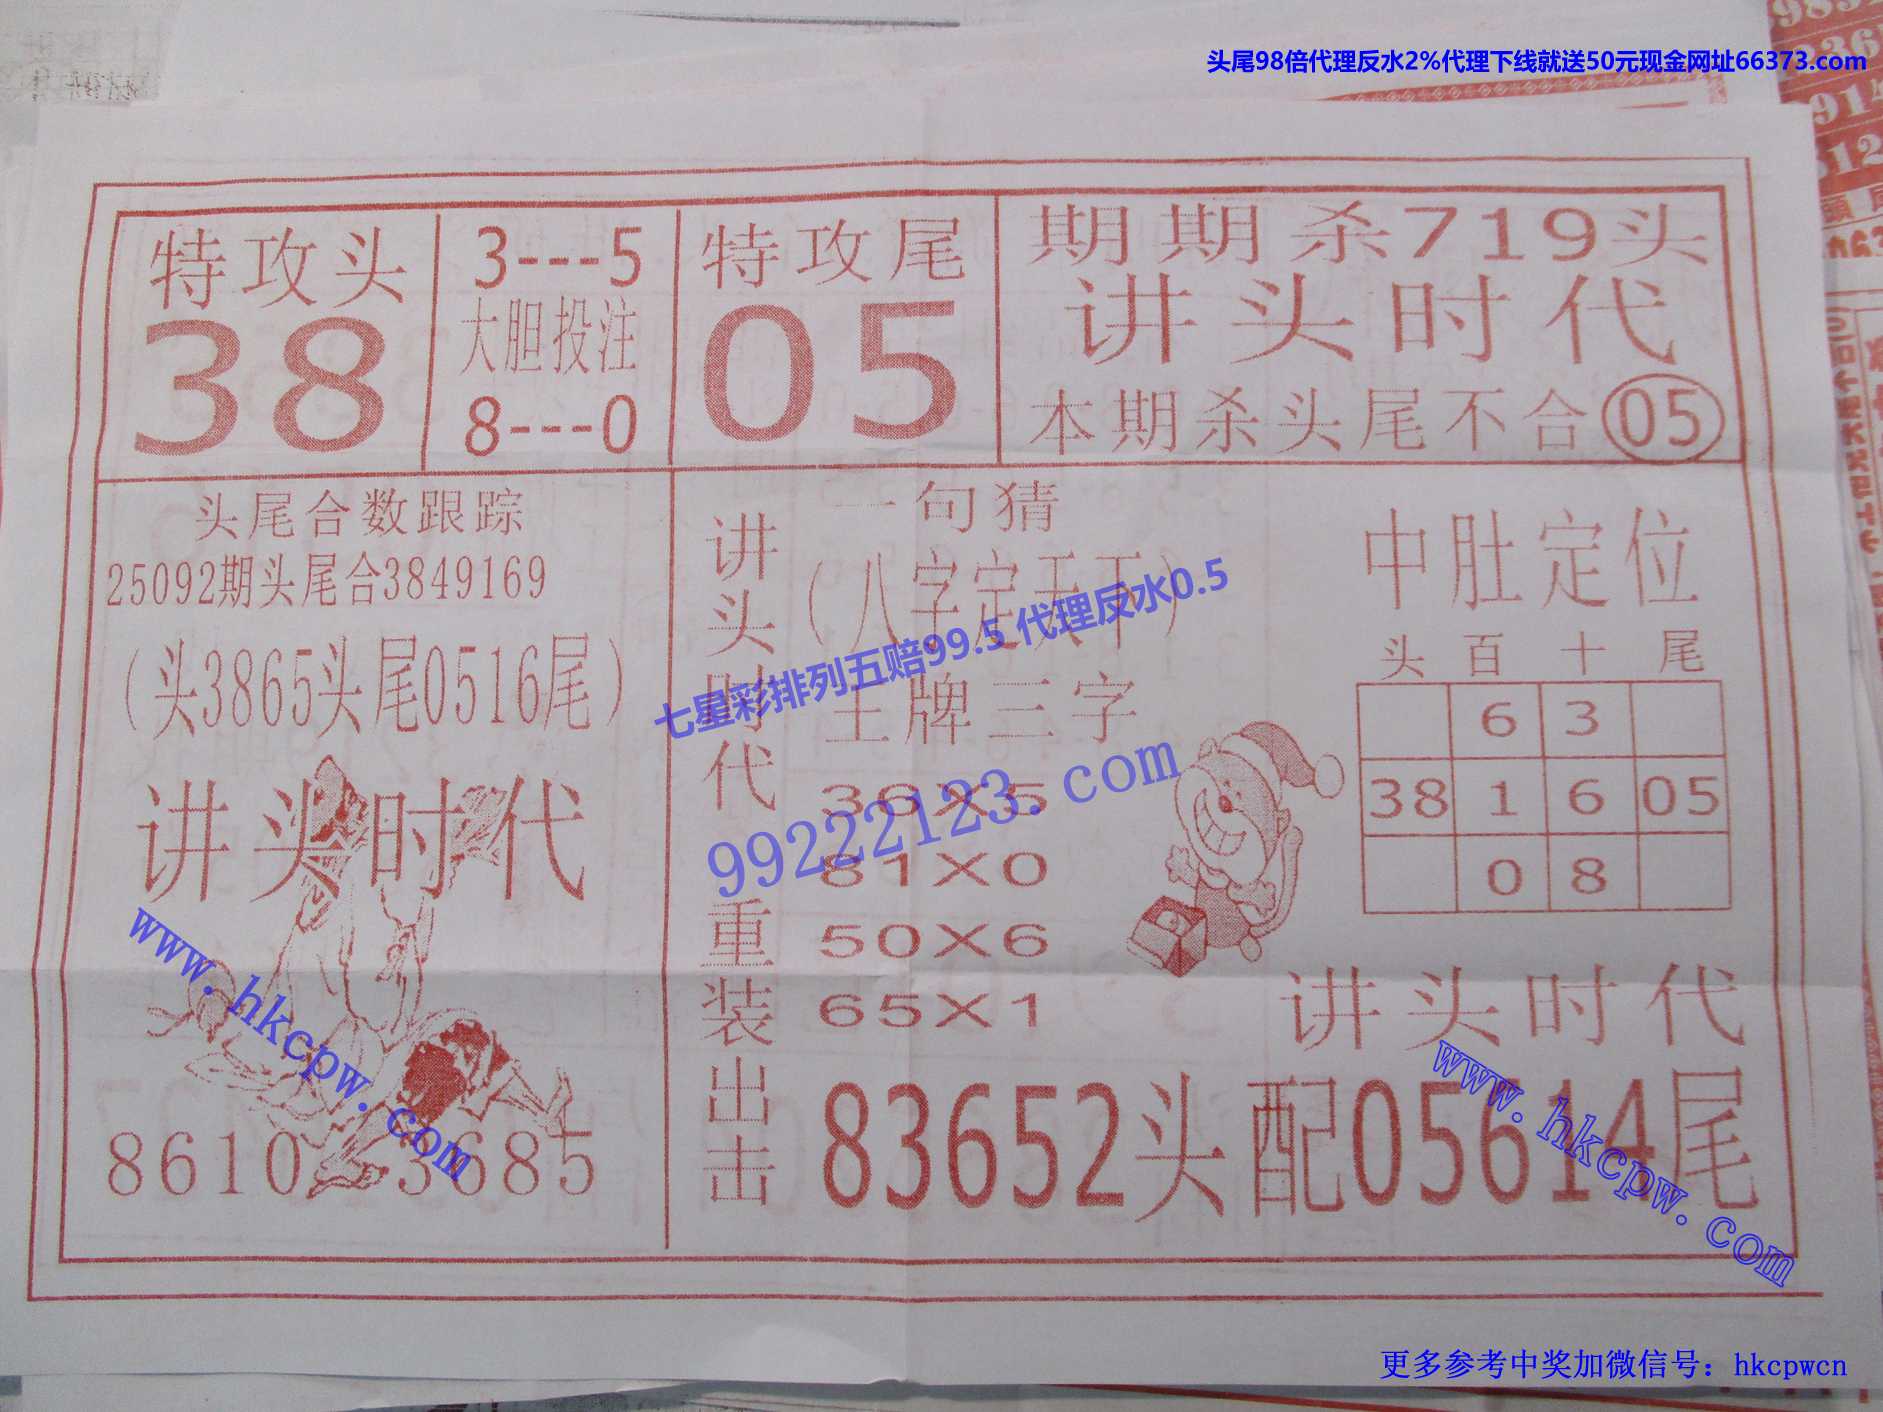 头尾98倍代理反水2%代理下线就送50元现金网址66373.com
特攻头
38
3---5
大胆投注
8---0
特攻尾
05
期期杀719头
讲头时代
本期杀头尾不合05
头尾合数跟踪
25092期头尾合3849169
(头3865头尾0516尾)
讲头时代
8610 3685
讲头时代重装出击
一句猜
(八字定天下)
王牌三字
38X5
81X0
50X6
65X1
七星彩排列五赔99.5 代理反水0.5
99222123.com
中肚定位
头 百 十 尾
6 3
38 1 6 05
0 8
讲头时代
83652头配05614尾
www.hkcpw.com
www.hkcpw.com
更多参考中奖加微信号：hkcpwcn